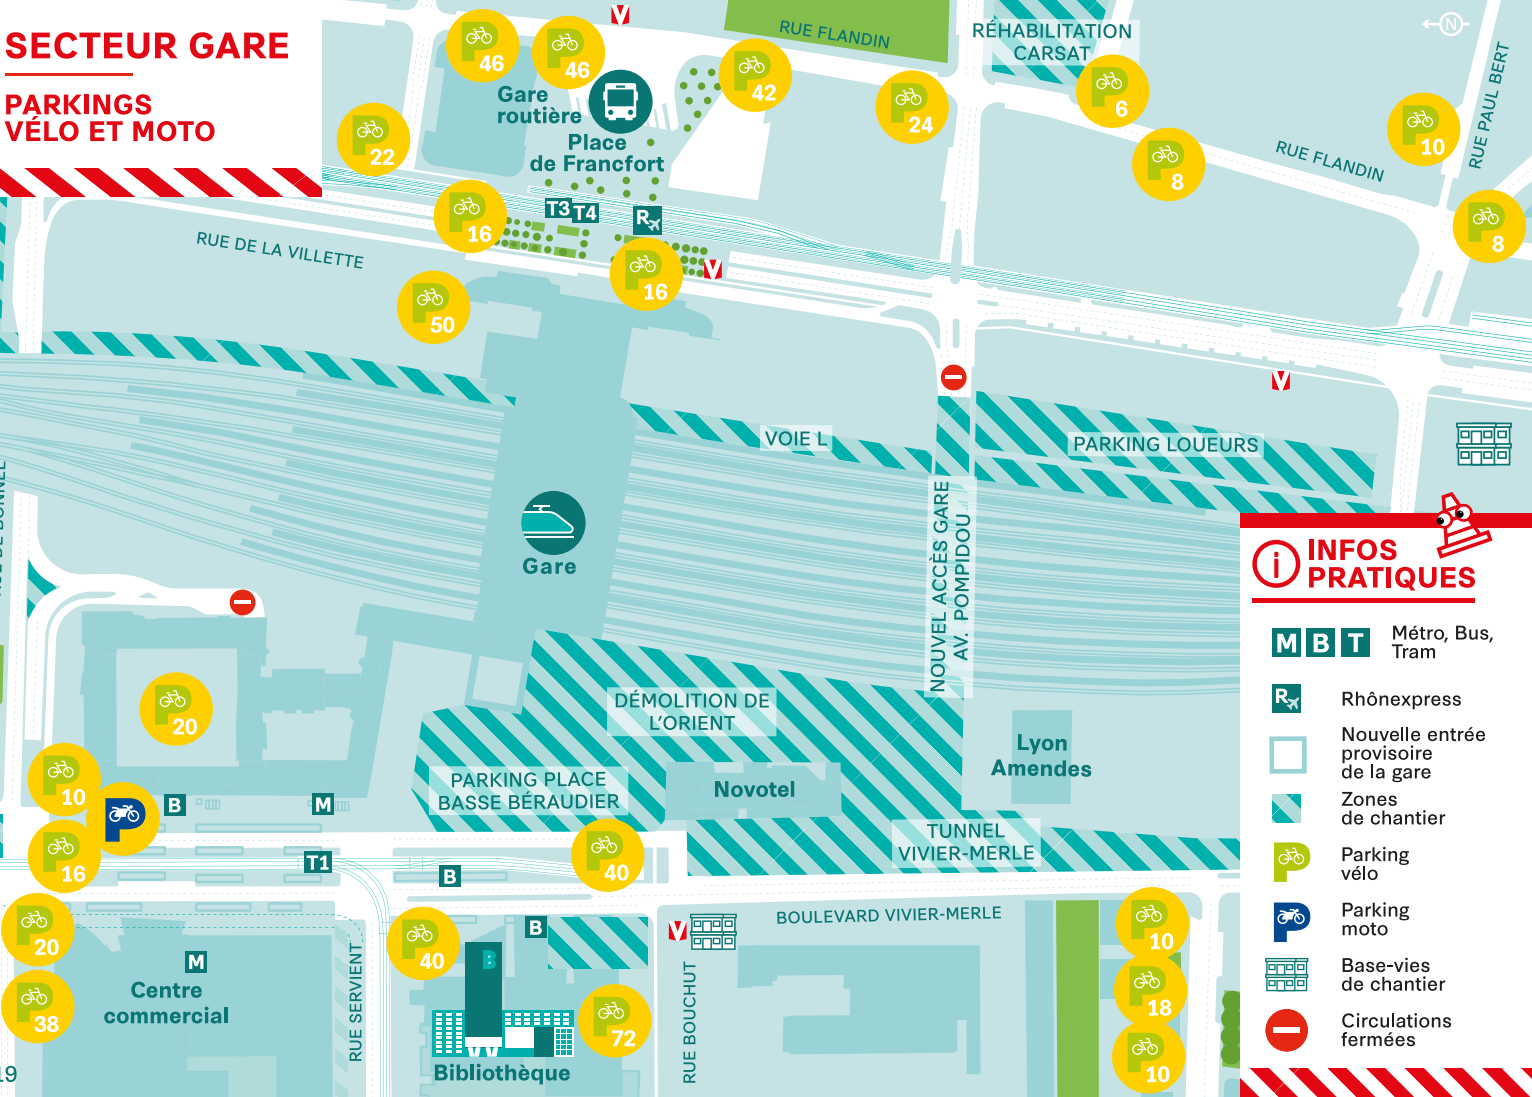 SECTEUR GARE
PARKINGS
VÉLO ET MOTO
P 46
P 46
V
RUE FLANDIN
RÉHABILITATION
CARSAT
N
Gare
routière
P 42
P 24
P 6
P 10
RUE PAUL BERT
P 22
Place
de Francfort
P 8
RUE FLANDIN
P 16
T3
T4
R
P 8
RUE DE LA VILLETTE
P 16
V
P 50
V
VOIE L
PARKING LOUEURS
Gare
NOUVEL ACCÈS GARE
AV. POMPIDOU
P 20
DÉMOLITION DE
L'ORIENT
Lyon
Amendes
P 10
P
B
M
PARKING PLACE
BASSE BÉRAUDIER
Novotel
P 16
T1
B
P 40
TUNNEL
VIVIER-MERLE
P 20
P 40
B
B
V
BOULEVARD VIVIER-MERLE
P 10
M
Centre
commercial
P 38
RUE SERVIENT
P 72
RUE BOUCHUT
P 18
P 10
Bibliothèque
19
i
INFOS
PRATIQUES
M B T
Métro, Bus,
Tram
R
Rhônexpress
Nouvelle entrée
provisoire
de la gare
Zones
de chantier
P
Parking
vélo
P
Parking
moto
Base-vies
de chantier
Circulations
fermées